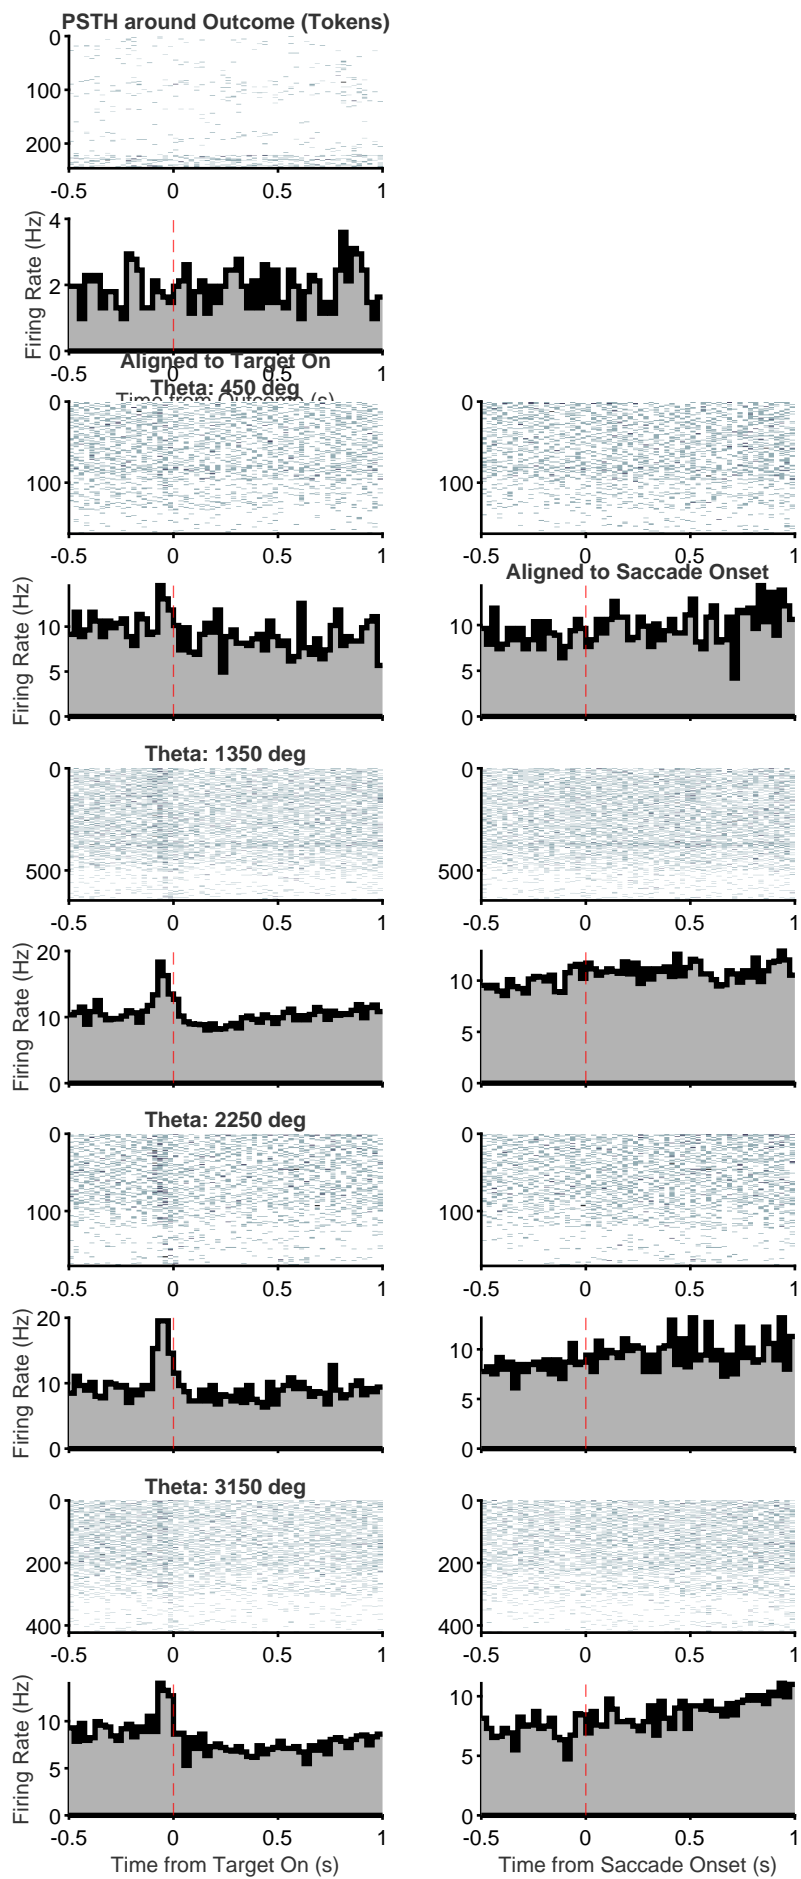 PSTH around Outcome (Tokens)
0
100
200
-0.5 0 0.5 1
Firing Rate (Hz)
4
2
0
-0.5 0 0.5 1
Time from Outcome (s)
Aligned to Target On
Theta: 450 deg
0
100
-0.5 0 0.5 1
0
100
-0.5 0 0.5 1
Firing Rate (Hz)
10
5
0
Aligned to Saccade Onset
10
5
0
Theta: 1350 deg
0
500
-0.5 0 0.5 1
0
500
-0.5 0 0.5 1
Firing Rate (Hz)
20
10
0
10
5
0
Theta: 2250 deg
0
100
-0.5 0 0.5 1
0
100
-0.5 0 0.5 1
Firing Rate (Hz)
20
10
0
10
5
0
Theta: 3150 deg
0
200
400
-0.5 0 0.5 1
0
200
400
-0.5 0 0.5 1
Firing Rate (Hz)
10
5
0
-0.5 0 0.5 1
Time from Target On (s)
10
5
0
-0.5 0 0.5 1
Time from Saccade Onset (s)